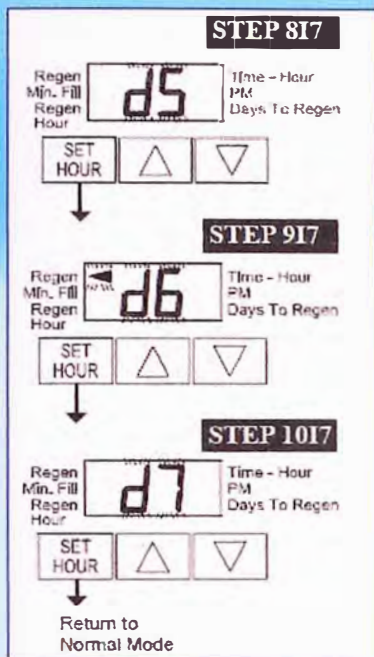 STEP 8I7
Regen
Min. Fill
Regen
Hour
d5
Time - Hour
PM
Days To Regen
SET
HOUR
STEP 9I7
Regen
Min. Fill
Regen
Hour
d6
Time - Hour
PM
Days To Regen
SET
HOUR
STEP 10I7
Regen
Min. Fill
Regen
Hour
d7
Time - Hour
PM
Days To Regen
SET
HOUR
Return to
Normal Mode